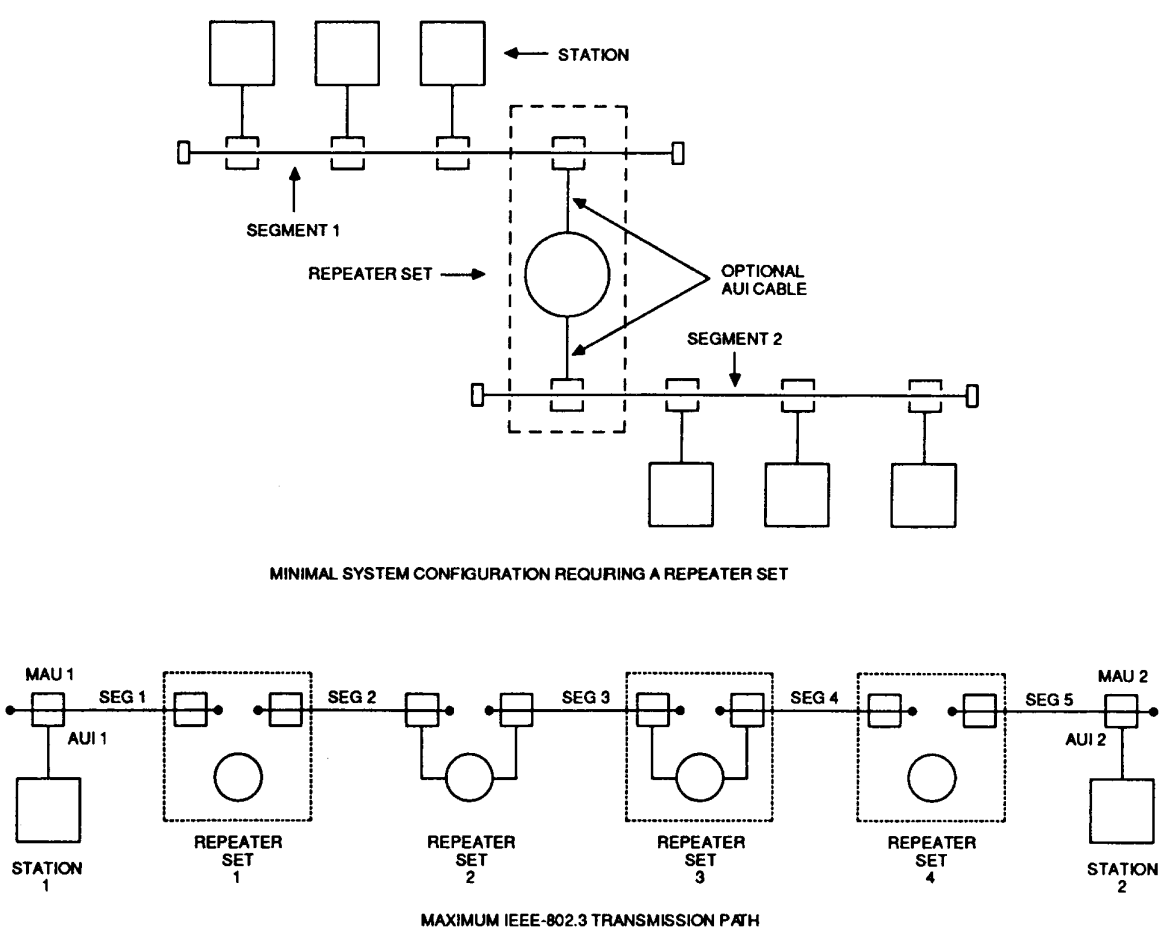 STATION
SEGMENT 1
REPEATER SET
OPTIONAL
AUI CABLE
SEGMENT 2
MINIMAL SYSTEM CONFIGURATION REQUIRING A REPEATER SET
MAU 1
SEG 1
SEG 2
SEG 3
SEG 4
SEG 5
MAU 2
AUI 1
AUI 2
STATION
1
REPEATER
SET
1
REPEATER
SET
2
REPEATER
SET
3
REPEATER
SET
4
STATION
2
MAXIMUM IEEE-802.3 TRANSMISSION PATH